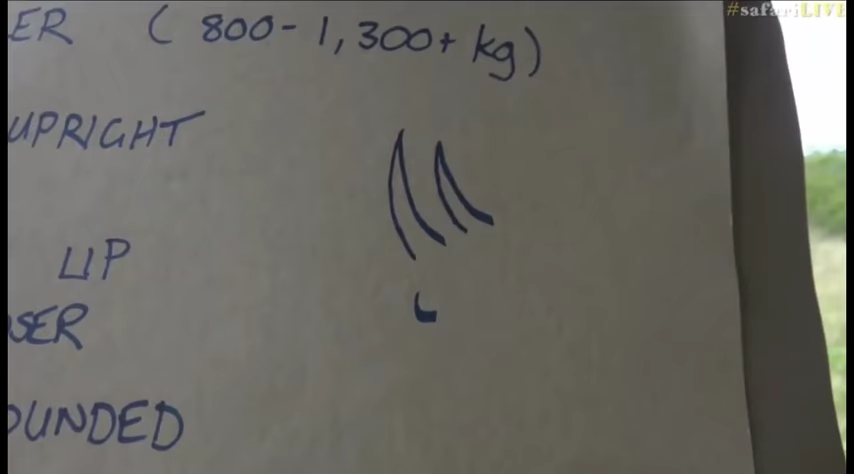 #safariLIVE
ER ( 800 - 1,300+ kg)
UPRIGHT
LIP
SER
OUNDED